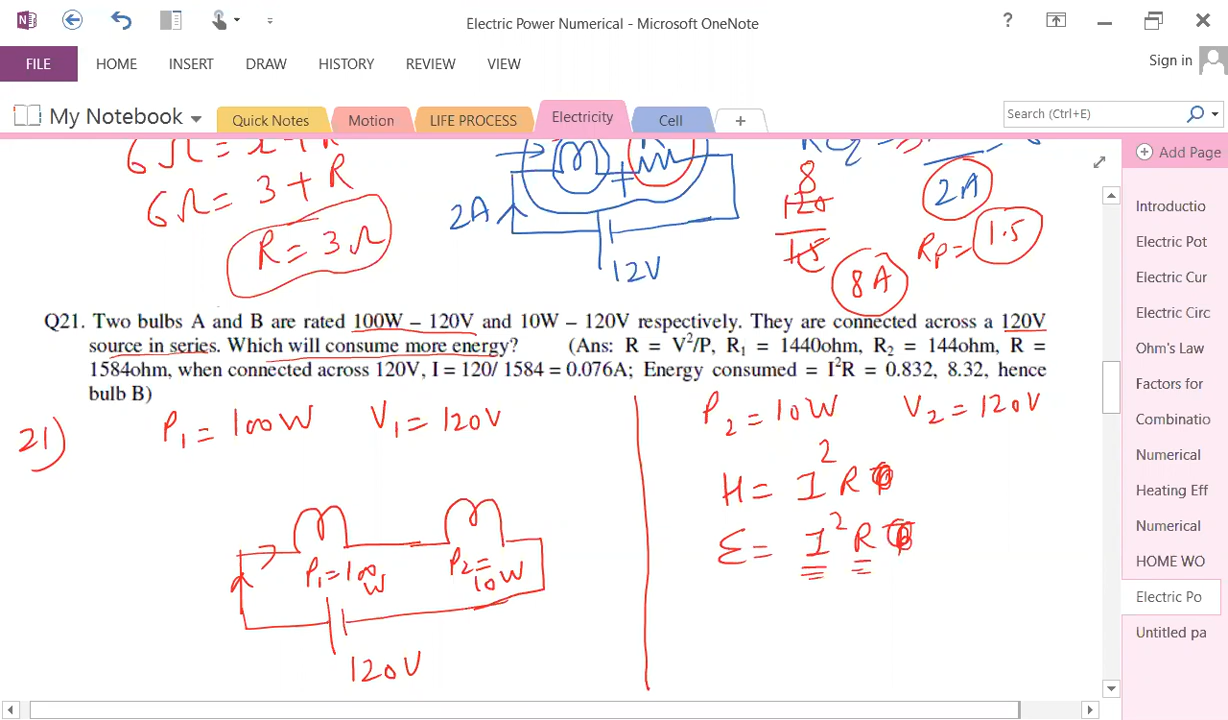 Electric Power Numerical - Microsoft OneNote
?
Sign in
FILE HOME INSERT DRAW HISTORY REVIEW VIEW
My Notebook
Quick Notes Motion LIFE PROCESS Electricity Cell +
Search (Ctrl+E)
Add Page
Introductio
Electric Pot
Electric Cur
Electric Circ
Ohm's Law
Factors for
Combinatio
Numerical
Heating Eff
Numerical
HOME WO
Electric Po
Untitled pa
6Ω = 3 + R
R = 3Ω
2A
12V
8
120
15
8A
2A
Rp = 1.5
Q21. Two bulbs A and B are rated 100W – 120V and 10W – 120V respectively. They are connected across a 120V
source in series. Which will consume more energy? (Ans: R = V²/P, R₁ = 1440ohm, R₂ = 144ohm, R =
1584ohm, when connected across 120V, I = 120/ 1584 = 0.076A; Energy consumed = I²R = 0.832, 8.32, hence
bulb B)
21) P₁ = 100W V₁ = 120V
P₂ = 10W V₂ = 120V
H = I²R
E = I²R
P₁ = 100W
P₂ = 10W
120V